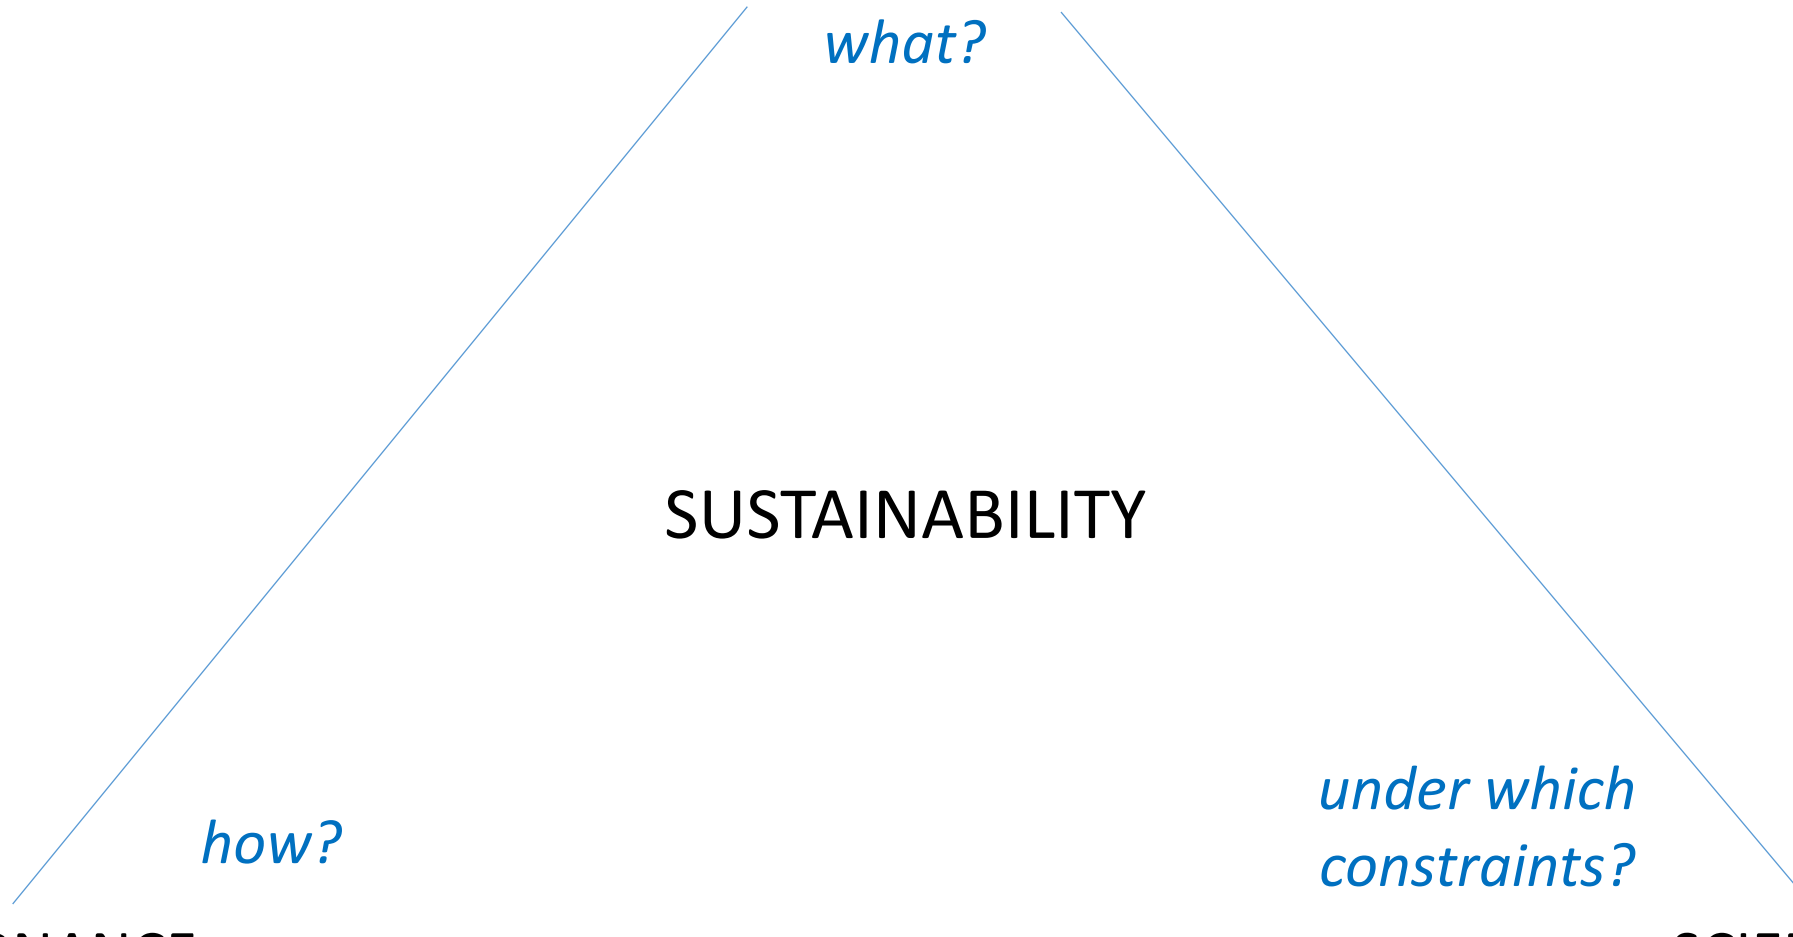 what?
SUSTAINABILITY
under which
how?
constraints?